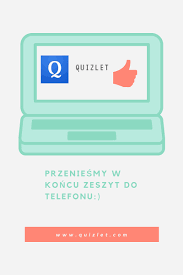 Q QUIZLET
PRZENIEŚMY W
KOŃCU ZESZYT DO
TELEFONU:)
www.quizlet.com